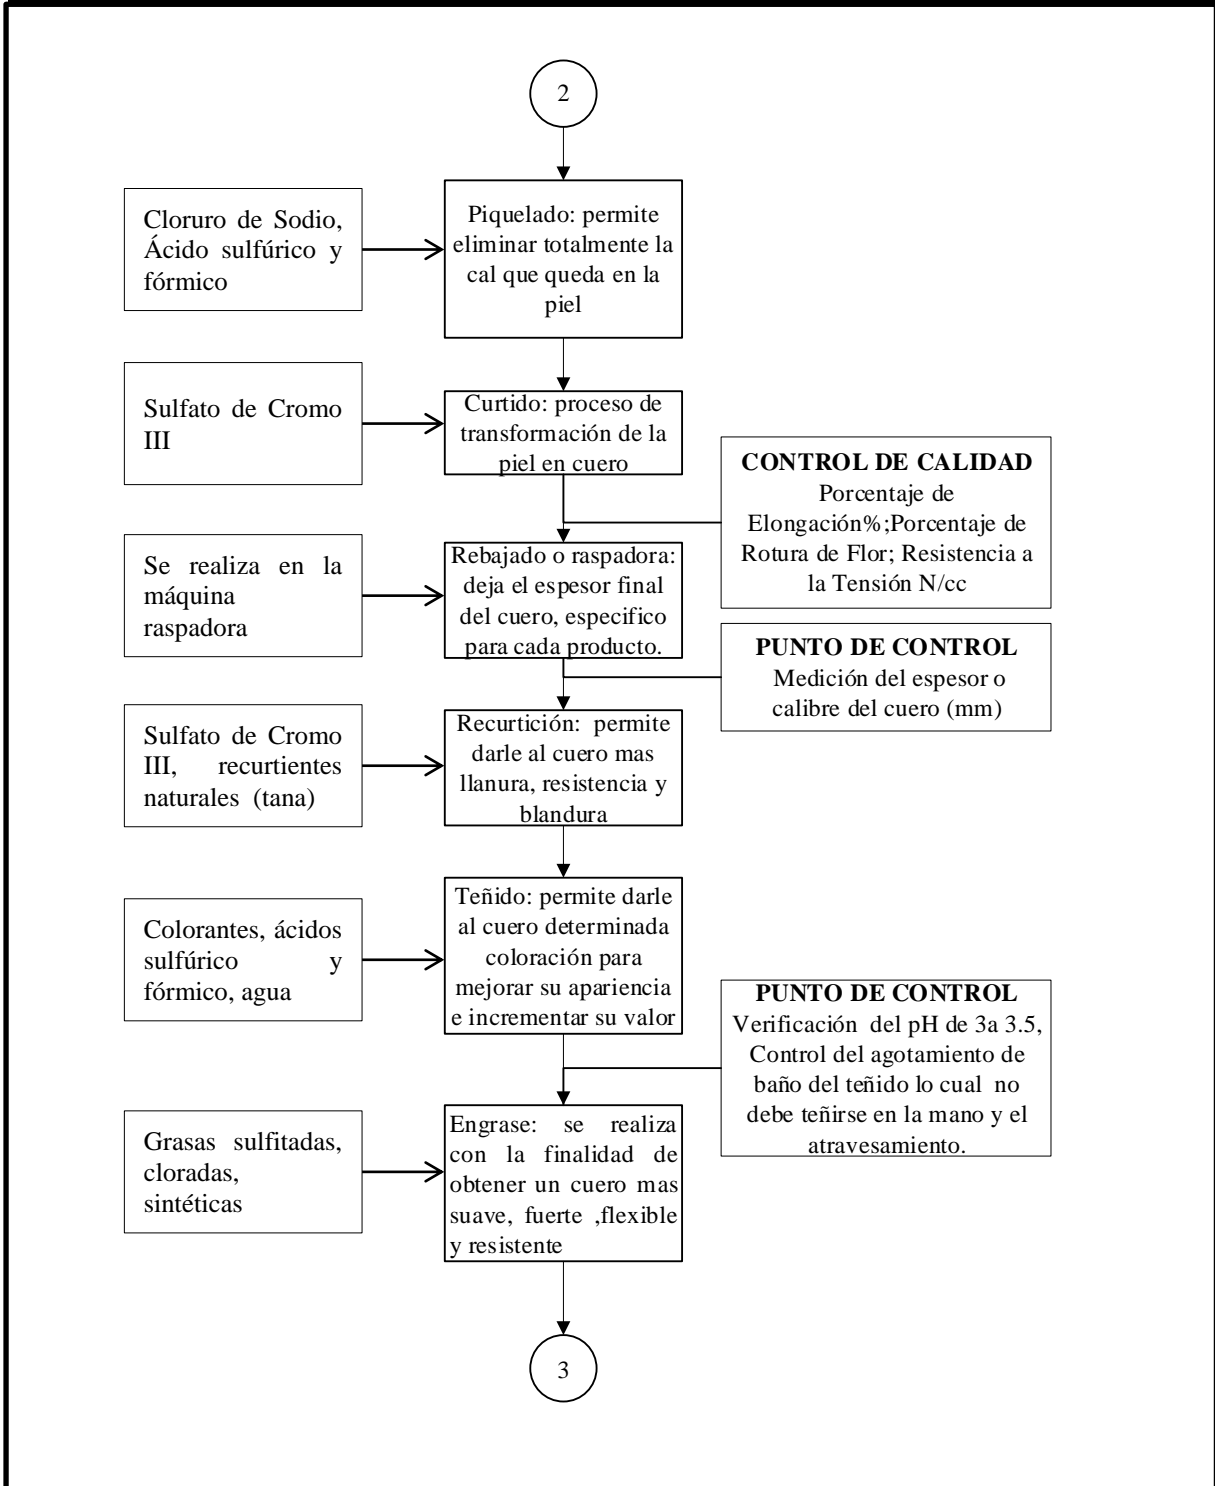 2
Cloruro de Sodio,
Ácido sulfúrico y
fórmico
Piquelado: permite
eliminar totalmente la
cal que queda en la
piel
Sulfato de Cromo
III
Curtido: proceso de
transformación de la
piel en cuero
CONTROL DE CALIDAD
Porcentaje de
Elongación%;Porcentaje de
Rotura de Flor; Resistencia a
la Tensión N/cc
Se realiza en la
máquina
raspadora
Rebajado o raspadora:
deja el espesor final
del cuero, especifico
para cada producto.
PUNTO DE CONTROL
Medición del espesor o
calibre del cuero (mm)
Sulfato de Cromo
III, recurtientes
naturales (tana)
Recurtición: permite
darle al cuero mas
llanura, resistencia y
blandura
Colorantes, ácidos
sulfúrico y
fórmico, agua
Teñido: permite darle
al cuero determinada
coloración para
mejorar su apariencia
e incrementar su valor
PUNTO DE CONTROL
Verificación del pH de 3a 3.5,
Control del agotamiento de
baño del teñido lo cual no
debe teñirse en la mano y el
atravesamiento.
Grasas sulfitadas,
cloradas,
sintéticas
Engrase: se realiza
con la finalidad de
obtener un cuero mas
suave, fuerte ,flexible
y resistente
3